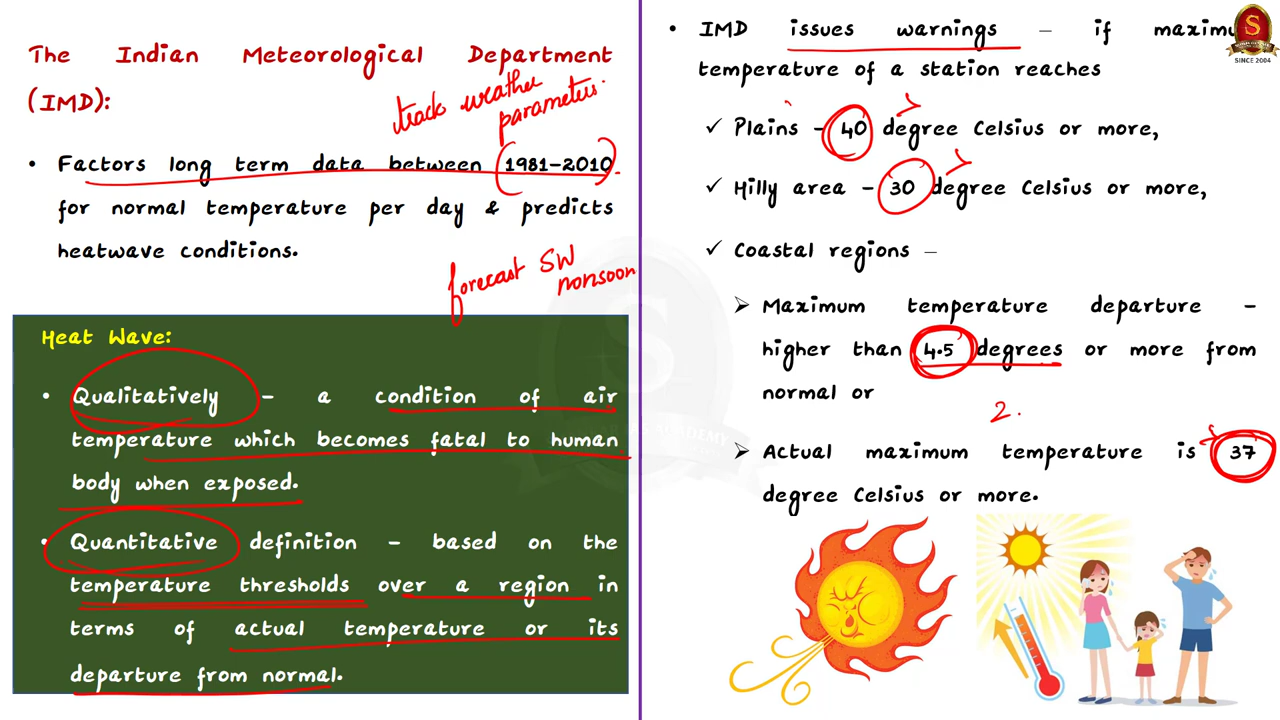 The Indian Meteorological Department
(IMD):
track weather
parameters.
• Factors long term data between (1981-2010)
for normal temperature per day & predicts
heatwave conditions.
forecast SW
monsoon
Heat Wave:
• Qualitatively - a condition of air
temperature which becomes fatal to human
body when exposed.
• Quantitative definition - based on the
temperature thresholds over a region in
terms of actual temperature or its
departure from normal.
• IMD issues warnings – if maximum
temperature of a station reaches
✓ Plains - 40 degree Celsius or more,
✓ Hilly area - 30 degree Celsius or more,
✓ Coastal regions –
➢ Maximum temperature departure -
higher than 4.5 degrees or more from
normal or
2.
➢ Actual maximum temperature is 37
degree Celsius or more.
SINCE 2004